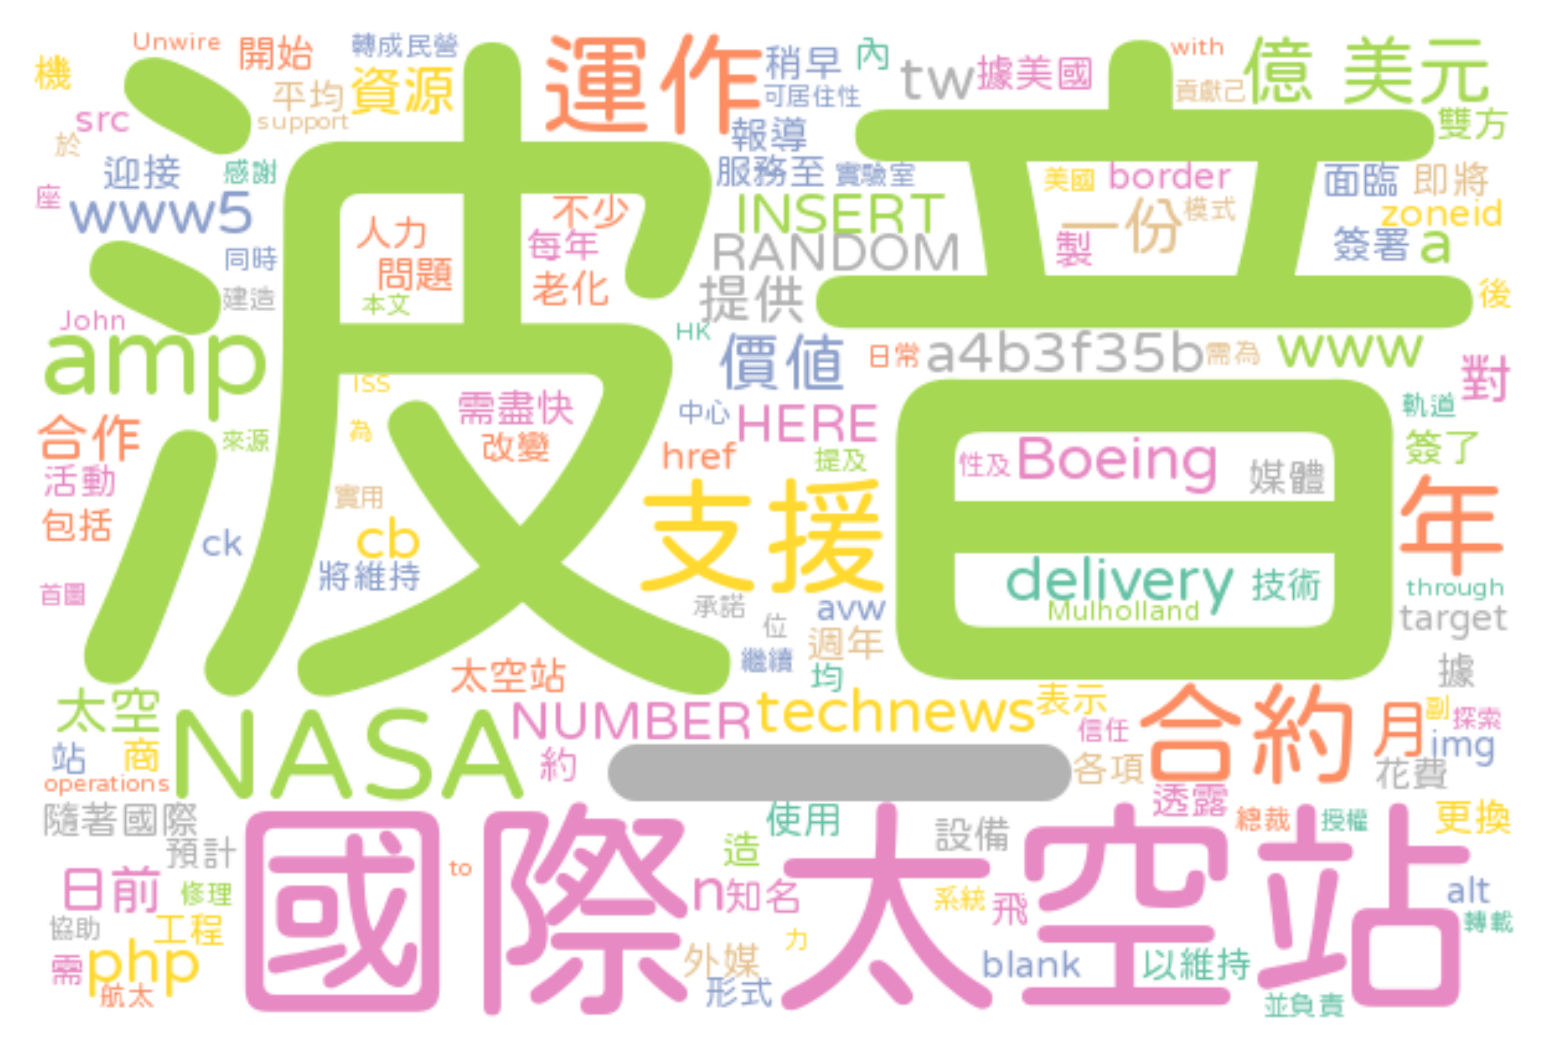 Unwire
開始
轉成民營
運作
稍早
內
tw
據美國
with
億
美元
機
平均
資源
可居住性
貢獻己
src
support
報導
雙方
於
迎接
感謝
服務至
實驗室
美國
border
面臨
即將
座
www5
人力
不少
INSERT
一份
模式
zoneid
同時
問題
每年
RANDOM
製
簽署
a
建造
本文
老化
提供
後
John
HK
amp
iss
價值
日常
a4b3f35b
需為
www
對
波音
合作
來源
為
需盡快
改變
中心
HERE
軌道
活動
href
提及
性及
Boeing
媒體
簽了
包括
ck
實用
cb
支援
年
首圖
將維持
承諾
avw
delivery
技術
through
Mulholland
target
位
週年
繼續
均
據
太空
太空站
NUMBER
technews
表示
合約
月
副
探索
站
商
NASA
約
信任
img
operations
各項
花費
隨著國際
使用
設備
透露
總裁
授權
更換
預計
國際太空站
to
造
日前
修理
n
知名
系統
飛
alt
協助
工程
力
轉載
需
php
外媒
blank
以維持
航太
形式
並負責